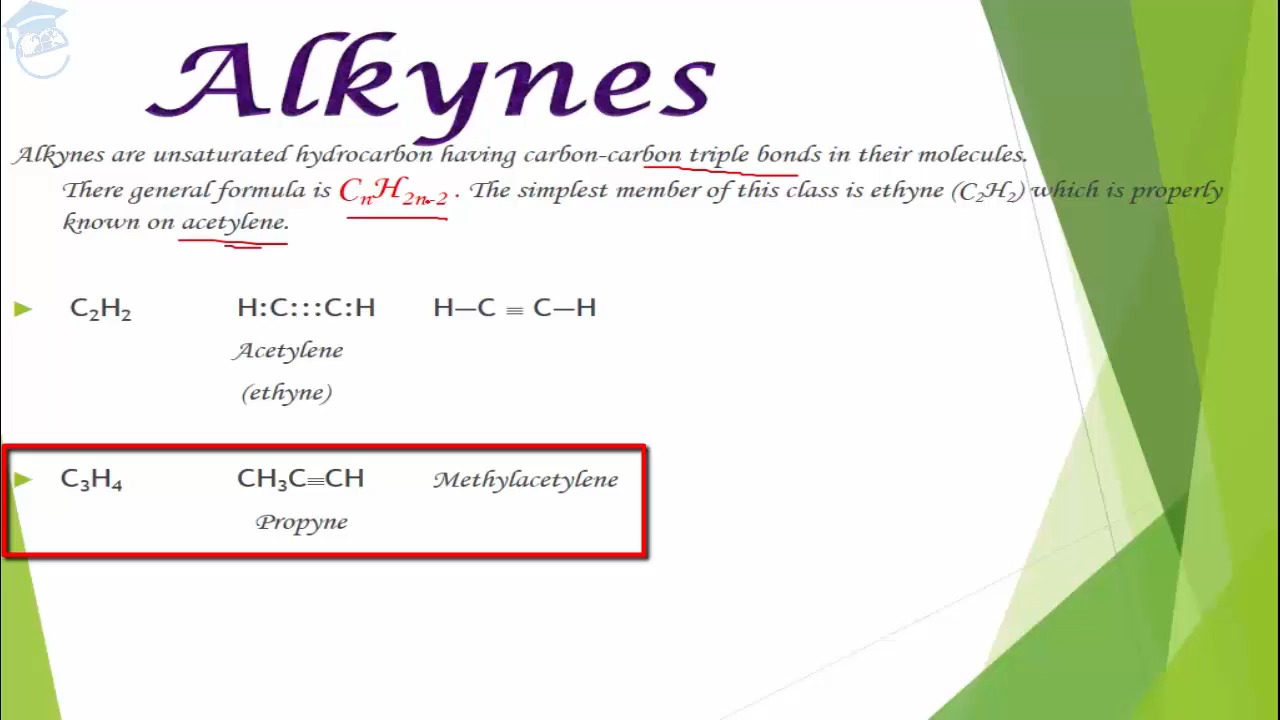 Alkynes
Alkynes are unsaturated hydrocarbon having carbon-carbon triple bonds in their molecules.
There general formula is CₙH₂ₙ₋₂ . The simplest member of this class is ethyne (C₂H₂) which is properly
known on acetylene.
C₂H₂ H:C:::C:H H—C ≡ C—H
Acetylene
(ethyne)
C₃H₄ CH₃C≡CH Methylacetylene
Propyne